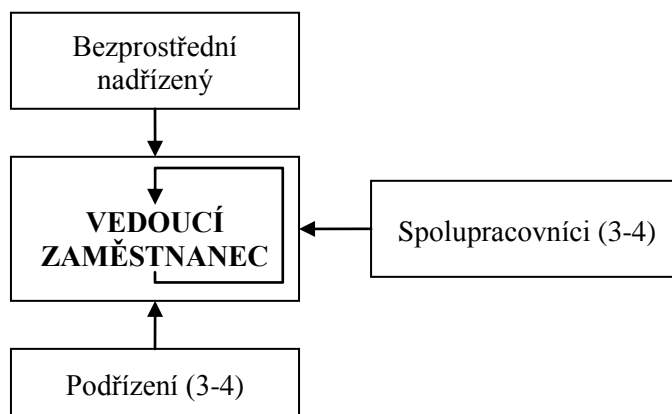 Bezprostřední
nadřízený
VEDOUCÍ
ZAMĚSTNANEC
Spolupracovníci (3-4)
Podřízení (3-4)